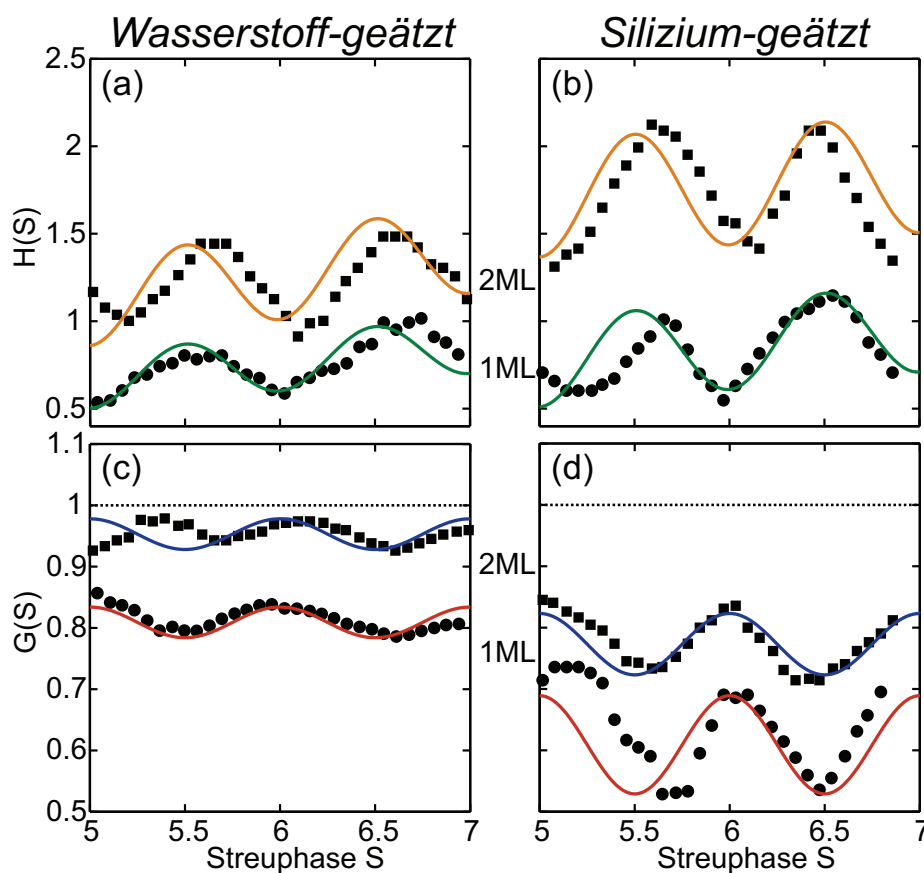 Wasserstoff-geätzt
Silizium-geätzt
(a)
(b)
2.5
2
1.5
1
0.5
H(S)
2ML
1ML
(c)
(d)
1.1
1
0.9
0.8
0.7
0.6
0.5
G(S)
2ML
1ML
5 5.5 6 6.5 7
5 5.5 6 6.5 7
Streuphase S
Streuphase S